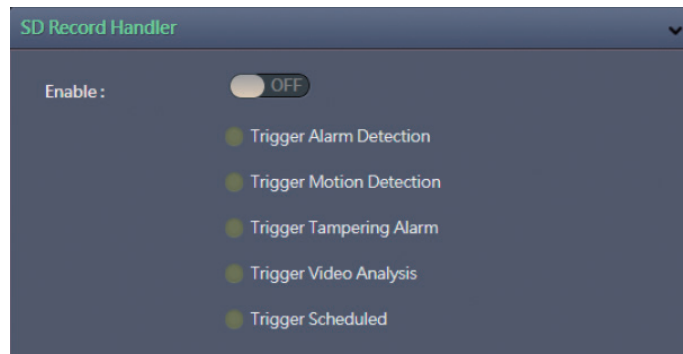 SD Record Handler
Enable : OFF
Trigger Alarm Detection
Trigger Motion Detection
Trigger Tampering Alarm
Trigger Video Analysis
Trigger Scheduled